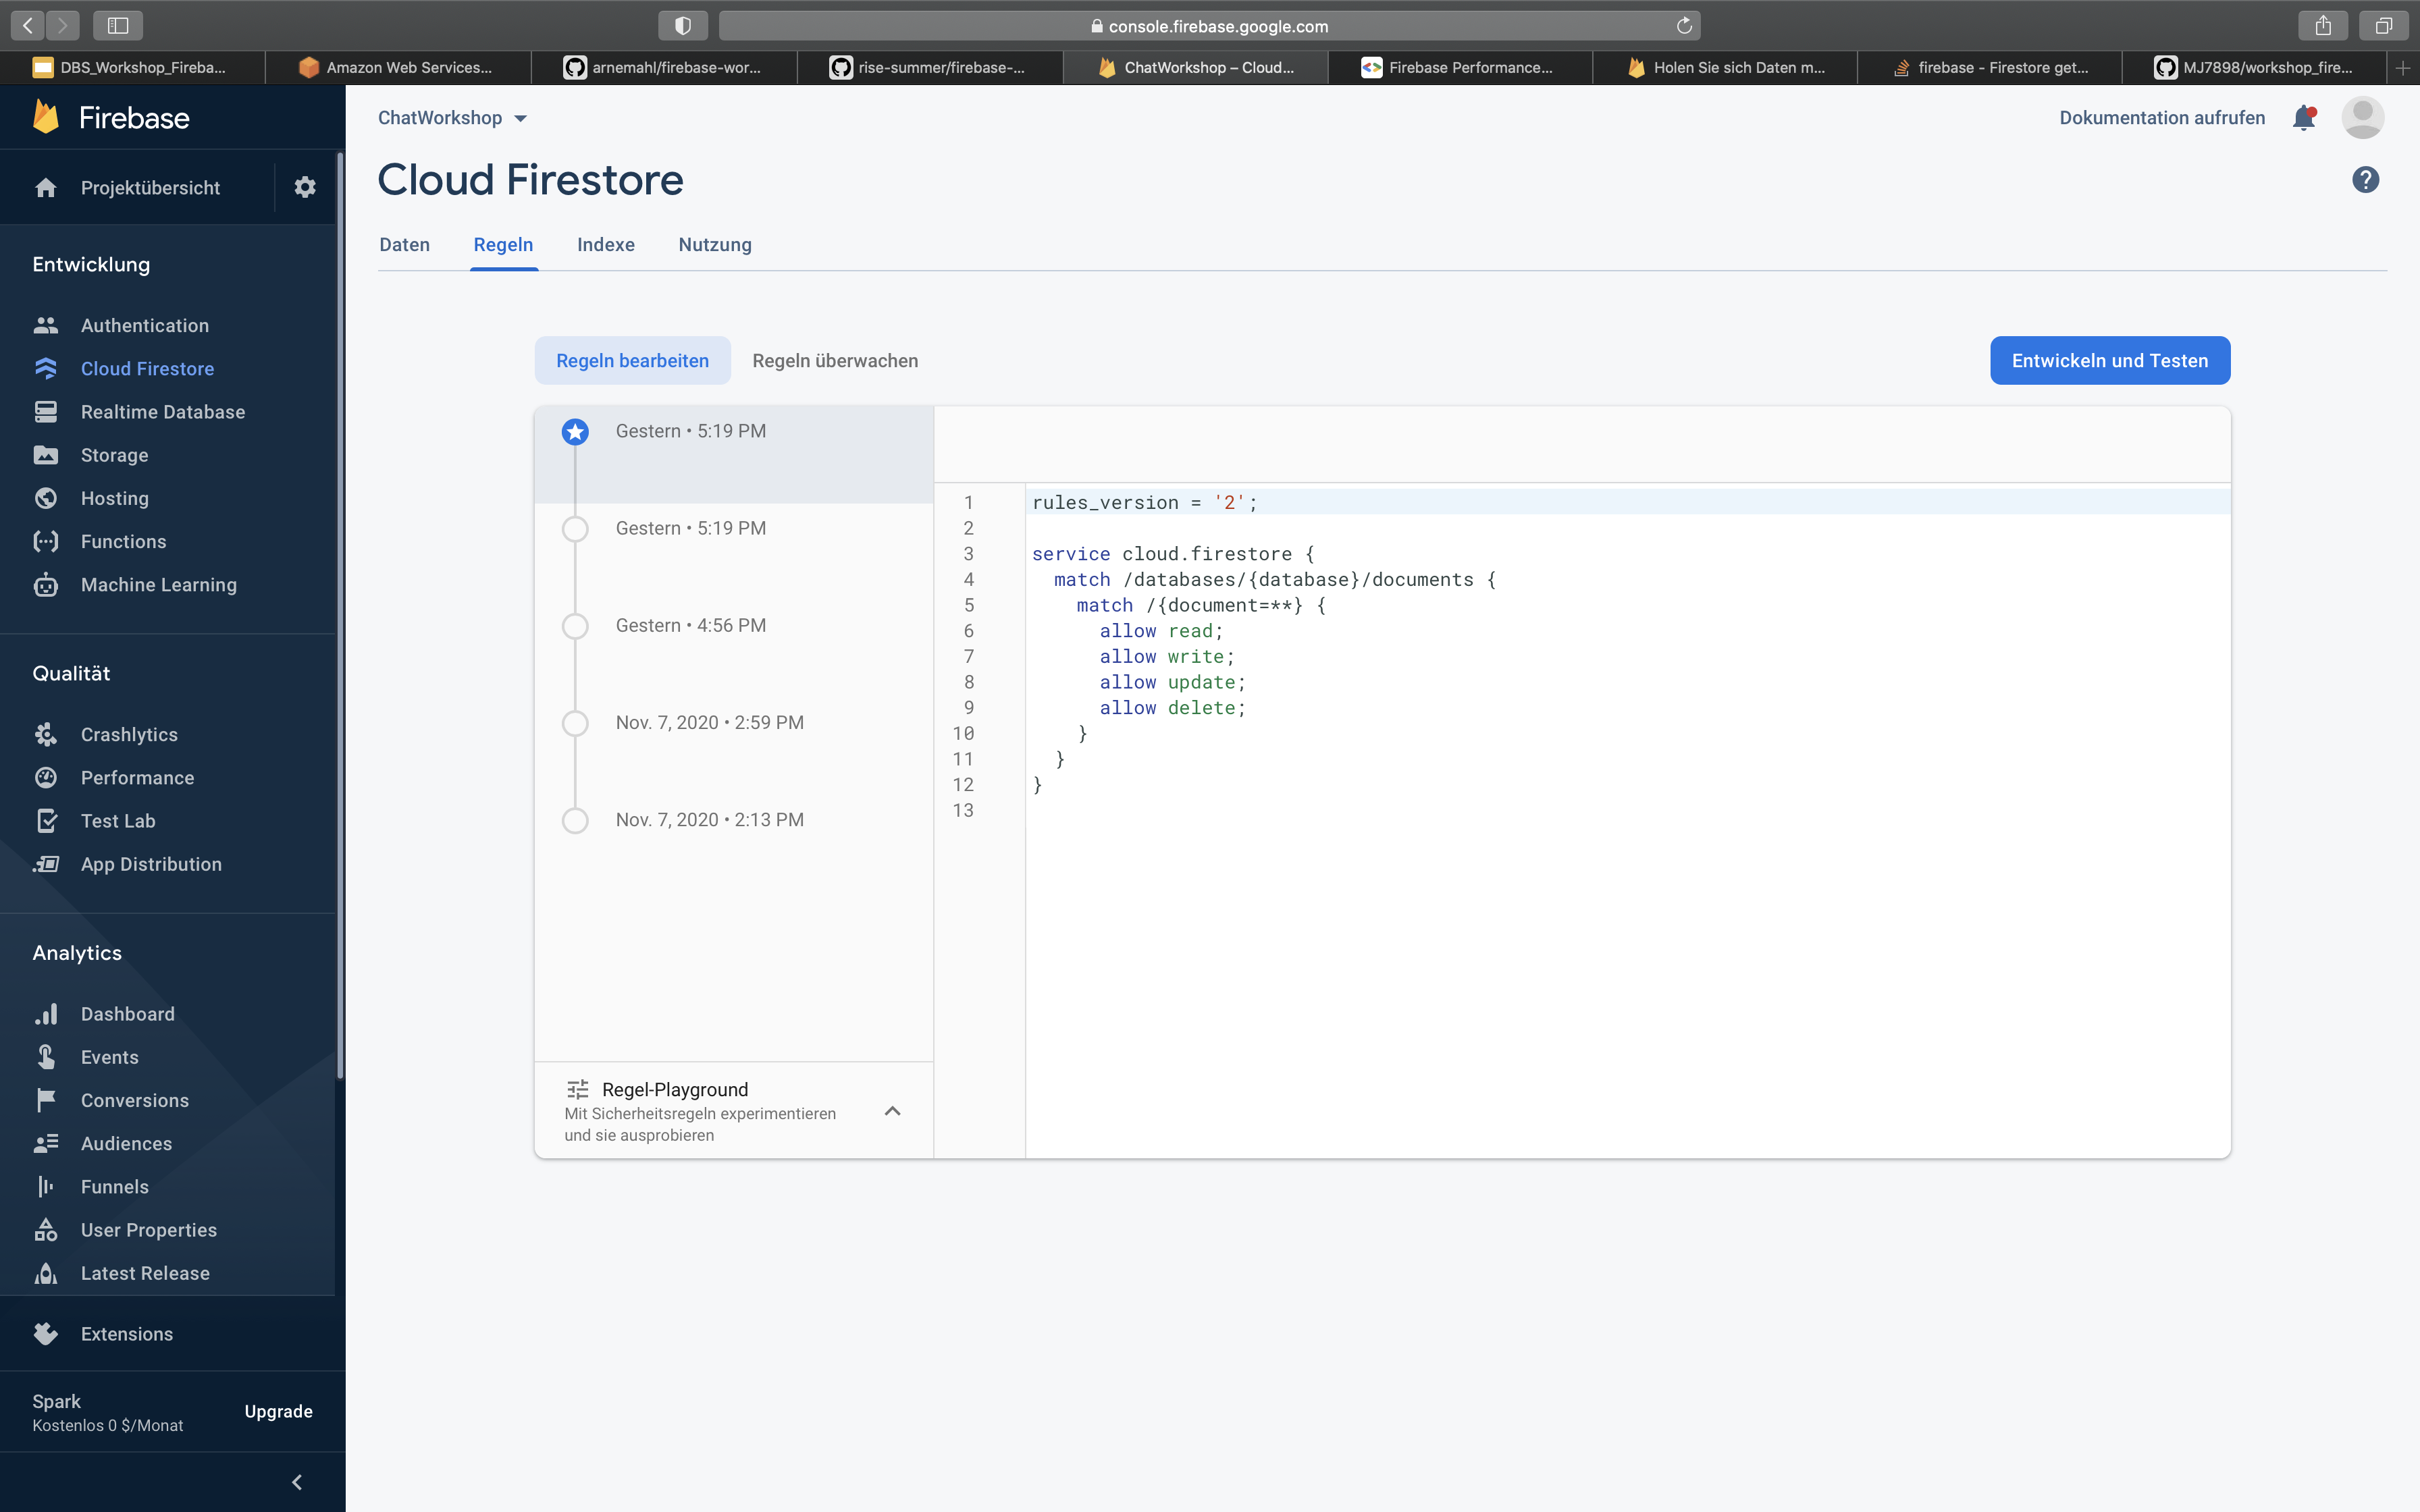 console.firebase.google.com
DBS_Workshop_Fireba...
Amazon Web Services...
arnemahl/firebase-wor...
rise-summer/firebase-...
ChatWorkshop – Cloud...
Firebase Performance...
Holen Sie sich Daten m...
firebase - Firestore get...
MJ7898/workshop_fire...
Firebase
Projektübersicht
Entwicklung
Authentication
Cloud Firestore
Realtime Database
Storage
Hosting
Functions
Machine Learning
Qualität
Crashlytics
Performance
Test Lab
App Distribution
Analytics
Dashboard
Events
Conversions
Audiences
Funnels
User Properties
Latest Release
Extensions
Spark
Kostenlos 0 $/Monat
Upgrade
ChatWorkshop
Dokumentation aufrufen
Cloud Firestore
Daten
Regeln
Indexe
Nutzung
Regeln bearbeiten
Regeln überwachen
Entwickeln und Testen
Gestern • 5:19 PM
Gestern • 5:19 PM
Gestern • 4:56 PM
Nov. 7, 2020 • 2:59 PM
Nov. 7, 2020 • 2:13 PM
Regel-Playground
Mit Sicherheitsregeln experimentieren
und sie ausprobieren
1 rules_version = '2';
2
3 service cloud.firestore {
4   match /databases/{database}/documents {
5     match /{document=**} {
6       allow read;
7       allow write;
8       allow update;
9       allow delete;
10     }
11   }
12 }
13